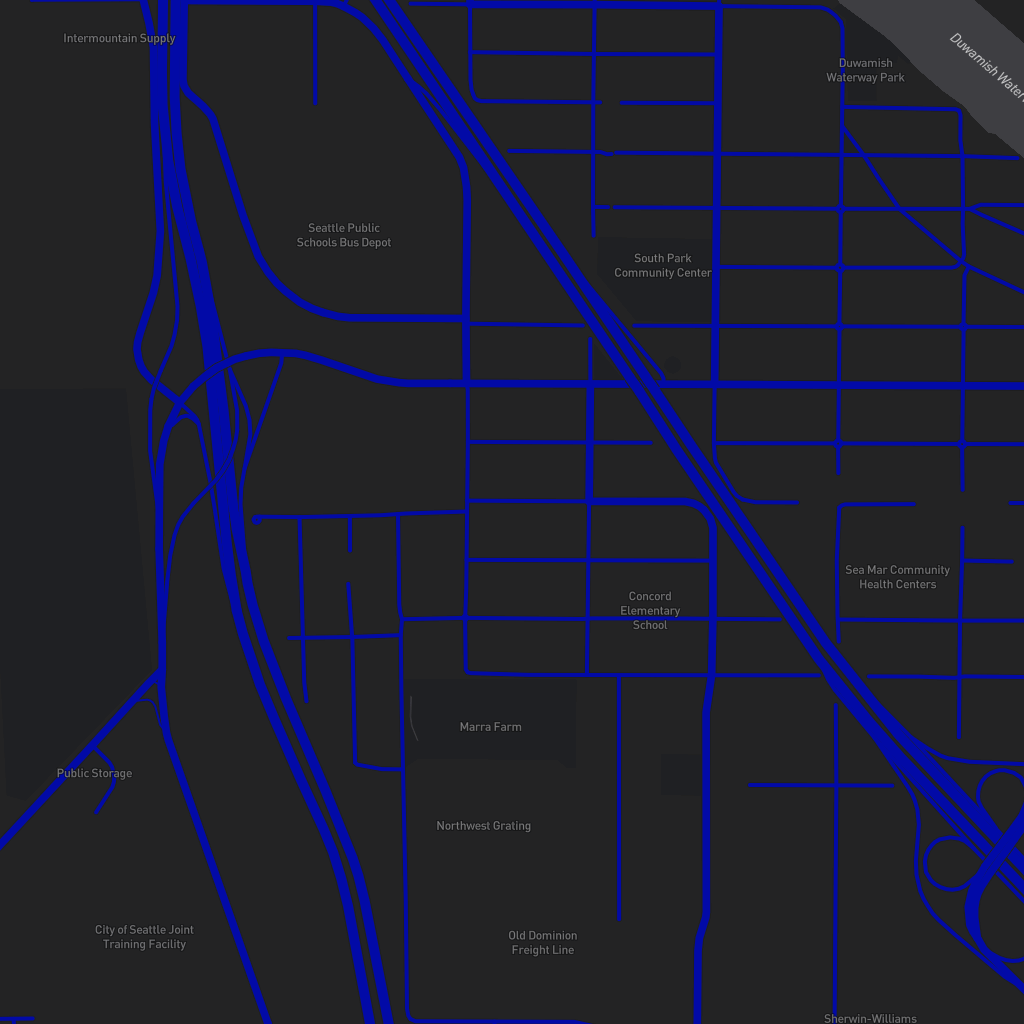 Intermountain Supply
Duwamish
Waterway Park
Seattle Public
Schools Bus Depot
South Park
Community Center
Sea Mar Community
Health Centers
Concord
Elementary
School
Marra Farm
Public Storage
Northwest Grating
City of Seattle Joint
Training Facility
Old Dominion
Freight Line
Sherwin-Williams
Duwamish